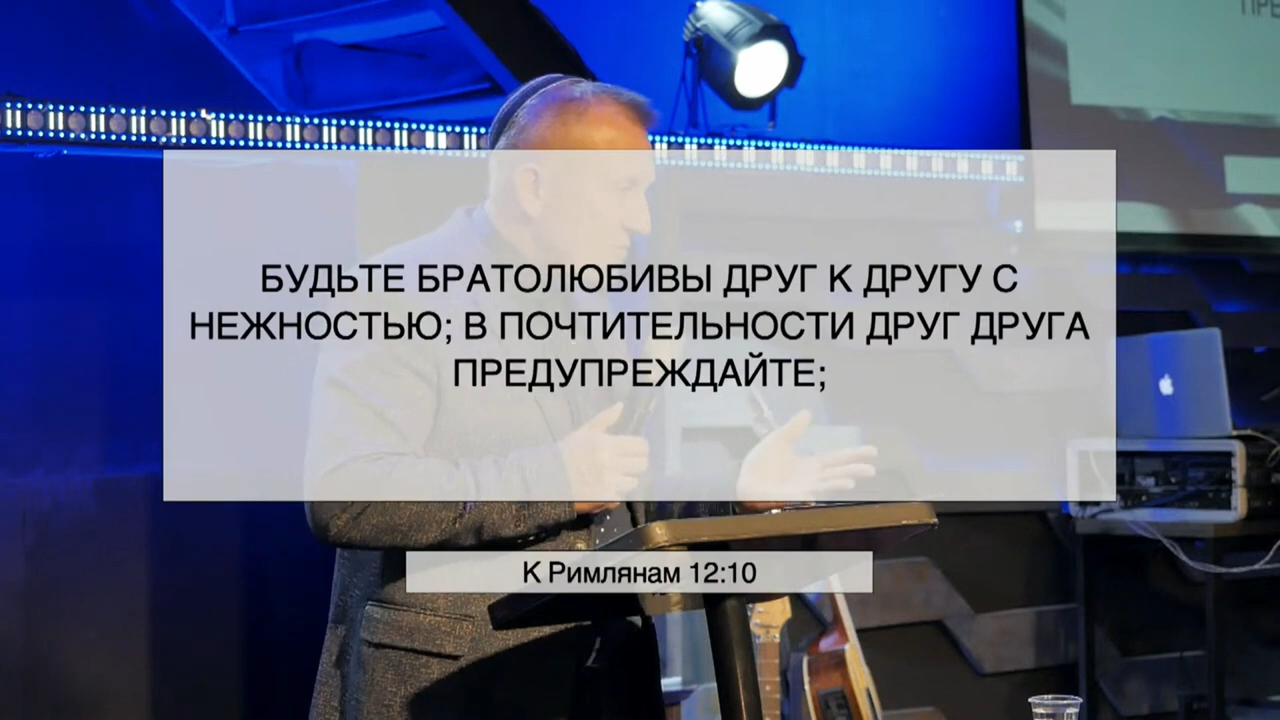 БУДЬТЕ БРАТОЛЮБИВЫ ДРУГ К ДРУГУ С
НЕЖНОСТЬЮ; В ПОЧТИТЕЛЬНОСТИ ДРУГ ДРУГА
ПРЕДУПРЕЖДАЙТЕ;
К Римлянам 12:10